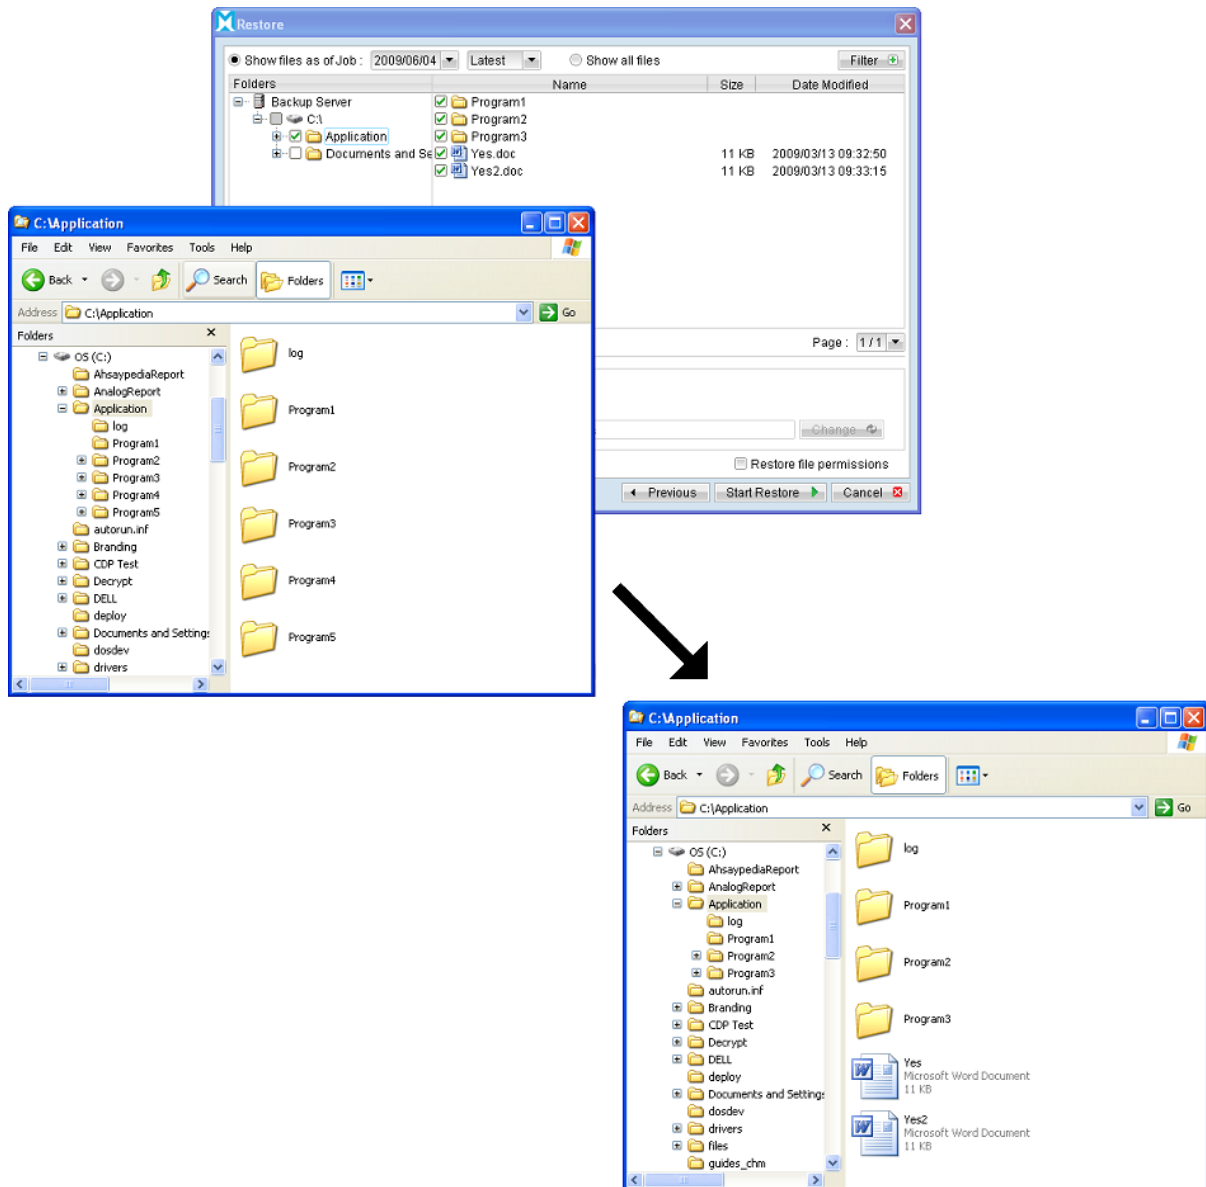 Restore
Show files as of Job : 2009/06/04 Latest Show all files Filter
Folders Name Size Date Modified
Backup Server
C:\
Application
Documents and Se
Program1
Program2
Program3
Yes.doc 11 KB 2009/03/13 09:32:50
Yes2.doc 11 KB 2009/03/13 09:33:15
Page : 1 / 1
Change
Restore file permissions
Previous Start Restore Cancel
C:\Application
File Edit View Favorites Tools Help
Back Search Folders
Address C:\Application Go
Folders
OS (C:)
AhsaypediaReport
AnalogReport
Application
log
Program1
Program2
Program3
Program4
Program5
autorun.inf
Branding
CDP Test
Decrypt
DELL
deploy
Documents and Settings
dosdev
drivers
log
Program1
Program2
Program3
Program4
Program5
C:\Application
File Edit View Favorites Tools Help
Back Search Folders
Address C:\Application Go
Folders
OS (C:)
AhsaypediaReport
AnalogReport
Application
log
Program1
Program2
Program3
autorun.inf
Branding
CDP Test
Decrypt
DELL
deploy
Documents and Settings
dosdev
drivers
files
guides_chm
log
Program1
Program2
Program3
Yes
Microsoft Word Document
11 KB
Yes2
Microsoft Word Document
11 KB